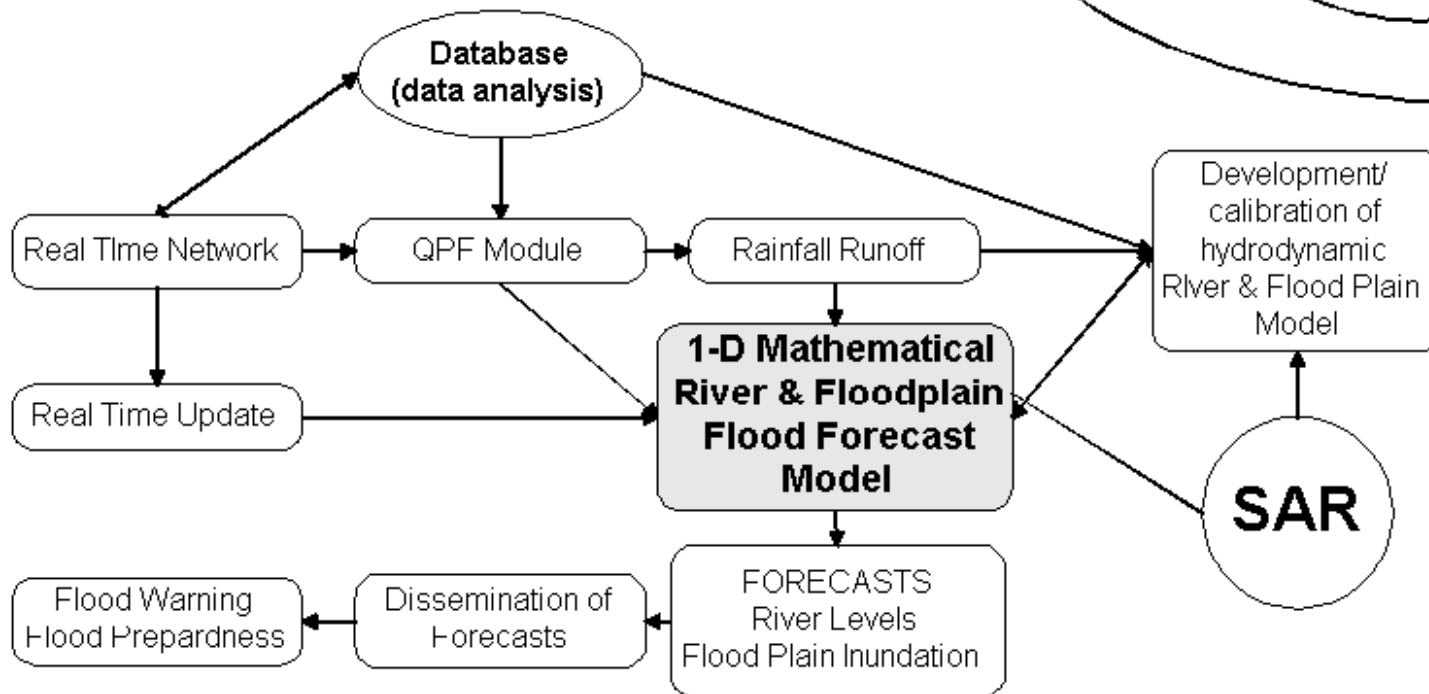 Database
(data analysis)
Real TIme Network
QPF Module
Rainfall Runoff
Development/
calibration of
hydrodynamic
RIver & Flood Plain
Model
1-D Mathematical
River & Floodplain
Flood Forecast
Model
Real Time Update
SAR
FORECASTS
River Levels
Flood Plain Inundation
Dissemination of
Forecasts
Flood Warning
Flood Prepardness